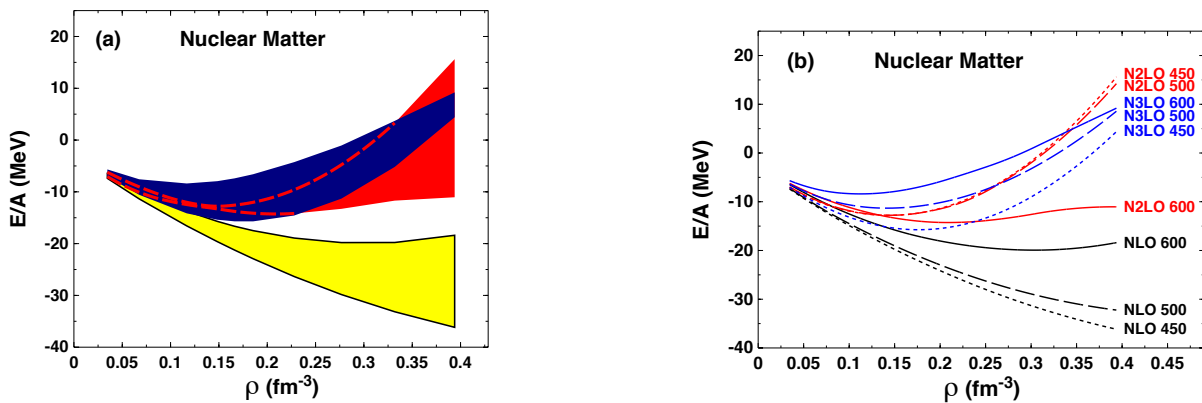 (a) Nuclear Matter
E/A (MeV)
20
10
0
-10
-20
-30
-40
0 0.05 0.1 0.15 0.2 0.25 0.3 0.35 0.4
ρ (fm-3)
(b) Nuclear Matter
E/A (MeV)
20
10
0
-10
-20
-30
-40
N2LO 450
N2LO 500
N3LO 600
N3LO 500
N3LO 450
N2LO 600
NLO 600
NLO 500
NLO 450
0 0.05 0.1 0.15 0.2 0.25 0.3 0.35 0.4 0.45
ρ (fm-3)